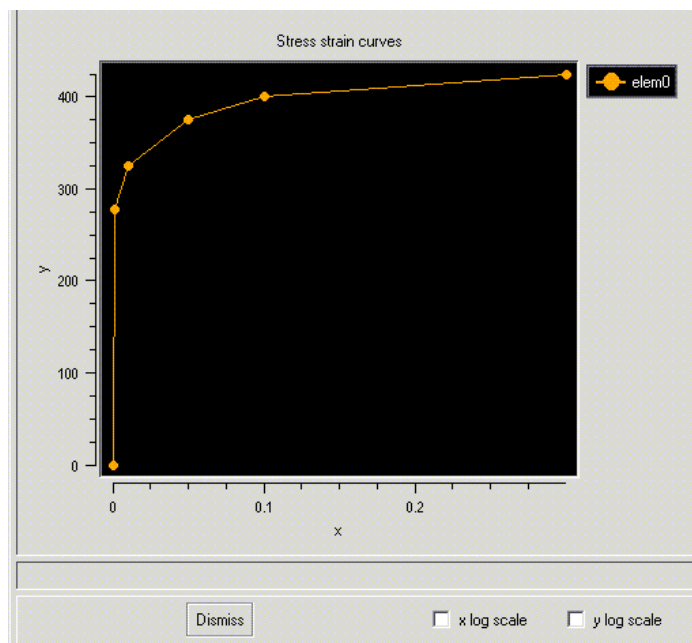 Stress strain curves
elem0
400
300
y
200
100
0
0 0.1 0.2
x
Dismiss x log scale y log scale